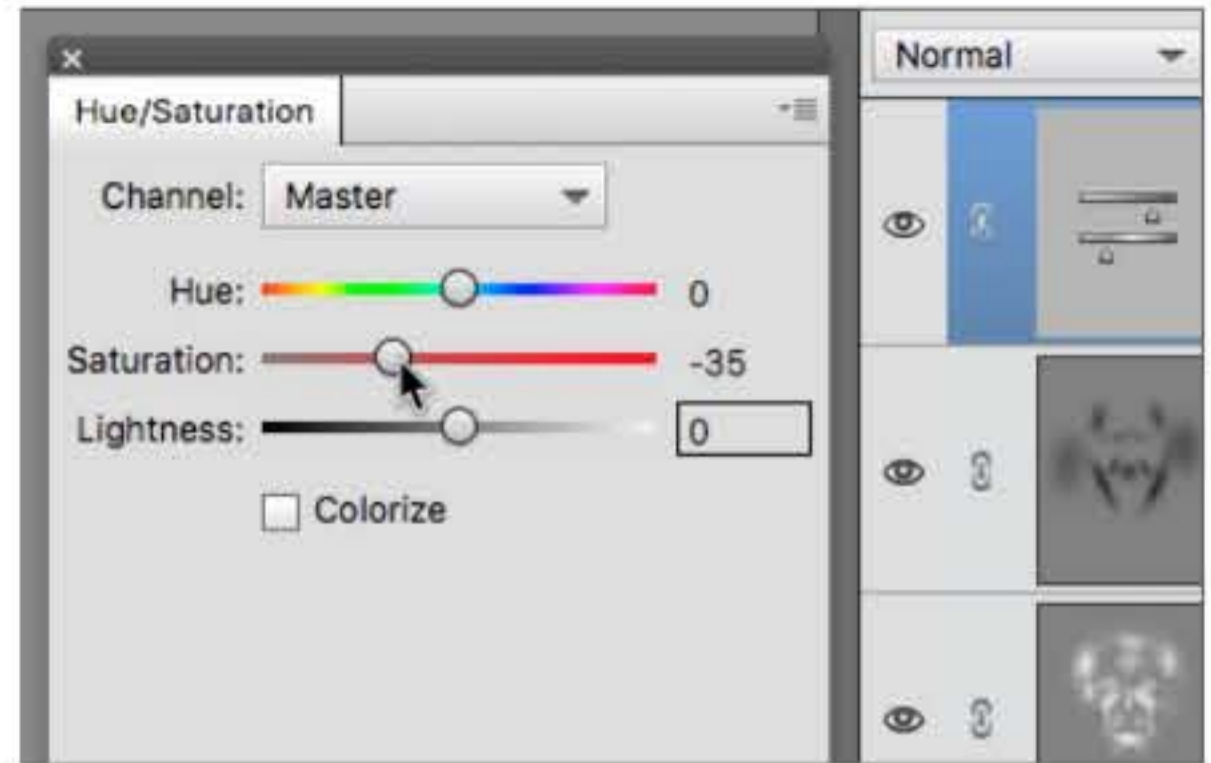 Normal
Hue/Saturation
Channel: Master
Hue: 0
Saturation: -35
Lightness: 0
Colorize